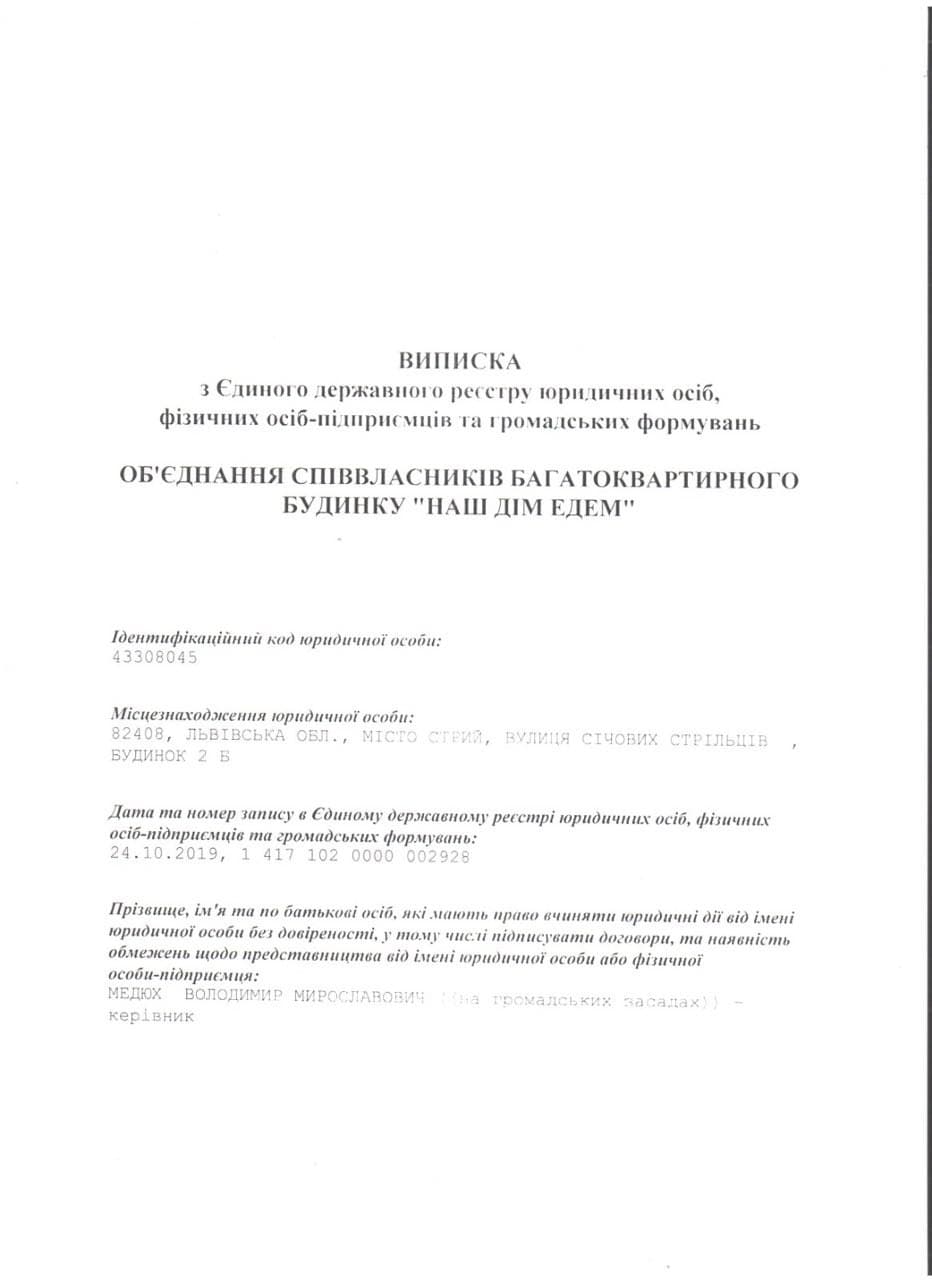 ВИПИСКА
з Єдиного державного реєстру юридичних осіб,
фізичних осіб-підприємців та громадських формувань
ОБ'ЄДНАННЯ СПІВВЛАСНИКІВ БАГАТОКВАРТИРНОГО
БУДИНКУ "НАШ ДІМ ЕДЕМ"
Ідентифікаційний код юридичної особи:
43308045
Місцезнаходження юридичної особи:
82408, ЛЬВІВСЬКА ОБЛ., МІСТО СТРИЙ, ВУЛИЦЯ СІЧОВИХ СТРІЛЬЦІВ ,
БУДИНОК 2 Б
Дата та номер запису в Єдиному державному реєстрі юридичних осіб, фізичних
осіб-підприємців та громадських формувань:
24.10.2019, 1 417 102 0000 002928
Прізвище, ім'я та по батькові осіб, які мають право вчиняти юридичні дії від імені
юридичної особи без довіреності, у тому числі підписувати договори, та наявність
обмежень щодо представництва від імені юридичної особи або фізичної
особи-підприємця:
МЕДЮХ ВОЛОДИМИР МИРОСЛАВОВИЧ ((на громадських засадах)) -
керівник